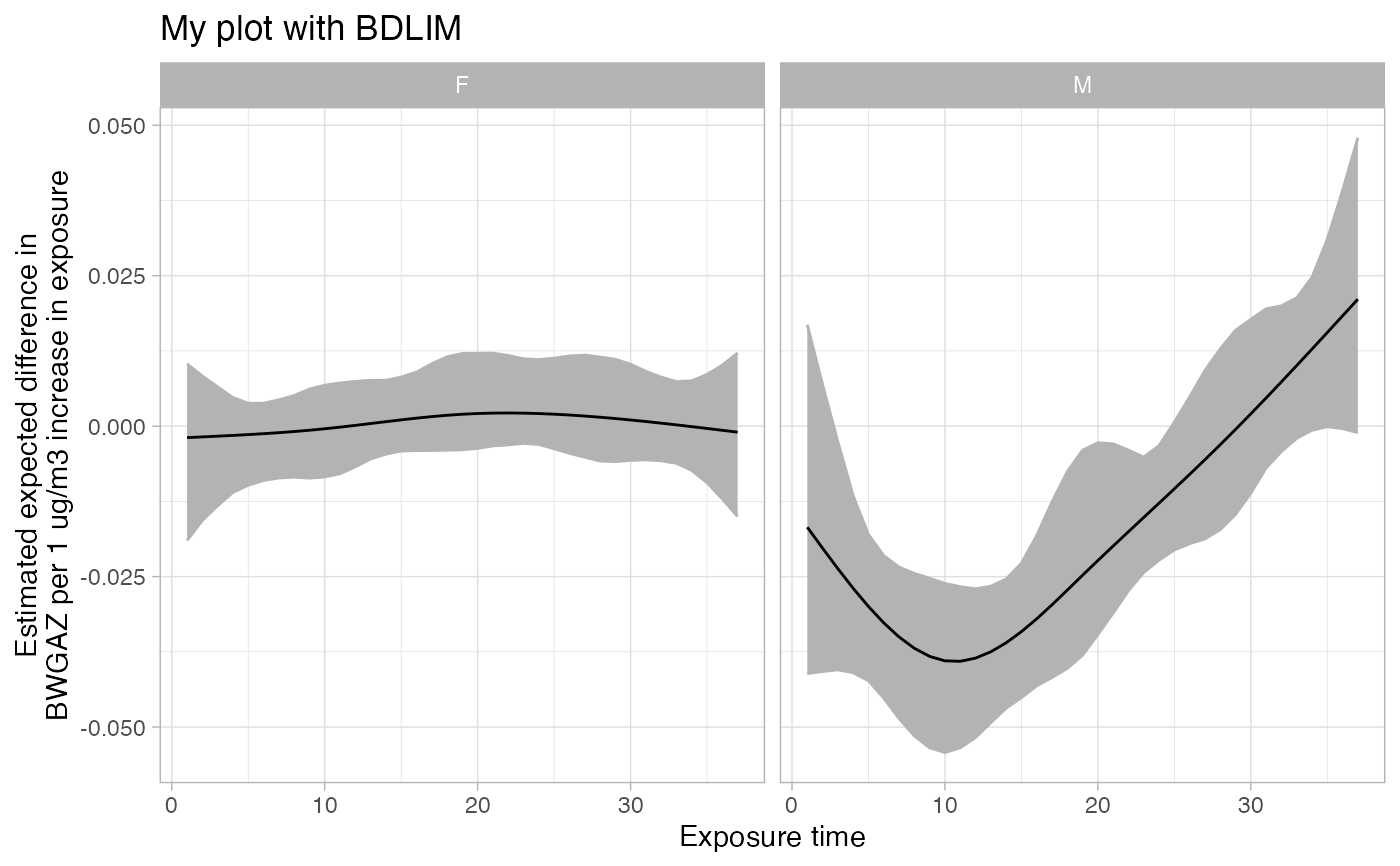 My plot with BDLIM
F
M
Estimated expected difference in
BWGAZ per 1 ug/m3 increase in exposure
0.050
0.025
0.000
-0.025
-0.050
0
10
20
30
0
10
20
30
Exposure time